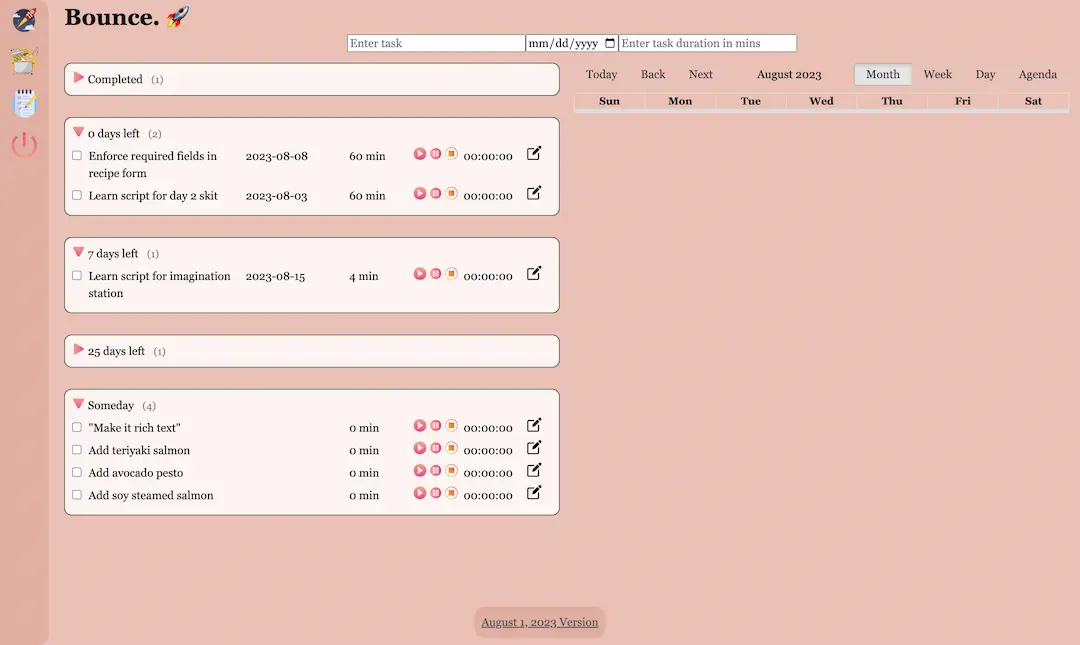 Bounce. 🚀
Enter task mm/dd/yyyy Enter task duration in mins
Completed (1)
0 days left (2)
Enforce required fields in recipe form 2023-08-08 60 min 00:00:00
Learn script for day 2 skit 2023-08-03 60 min 00:00:00
7 days left (1)
Learn script for imagination station 2023-08-15 4 min 00:00:00
25 days left (1)
Someday (4)
"Make it rich text" 0 min 00:00:00
Add teriyaki salmon 0 min 00:00:00
Add avocado pesto 0 min 00:00:00
Add soy steamed salmon 0 min 00:00:00
Today Back Next August 2023 Month Week Day Agenda
Sun Mon Tue Wed Thu Fri Sat
August 1, 2023 Version